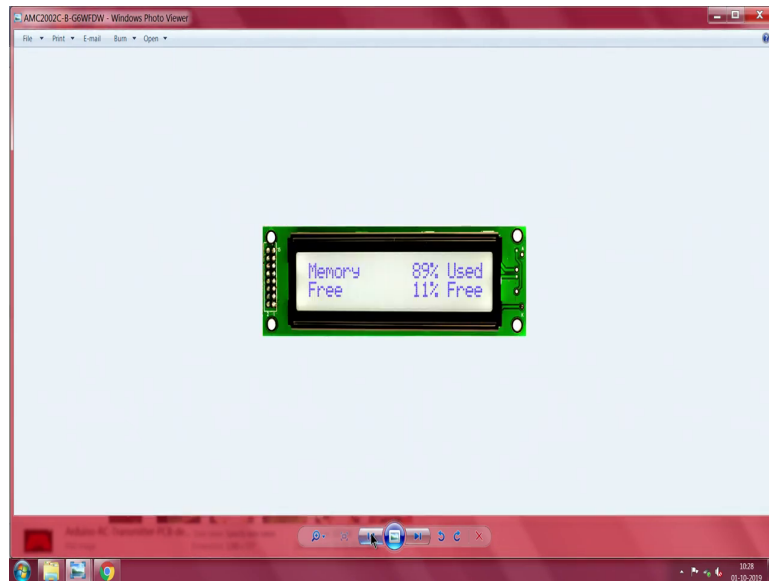 AMC2002C-B-G6WFDW - Windows Photo Viewer
File Print E-mail Burn Open
Memory 89% Used
Free 11% Free
10:28
01-10-2019